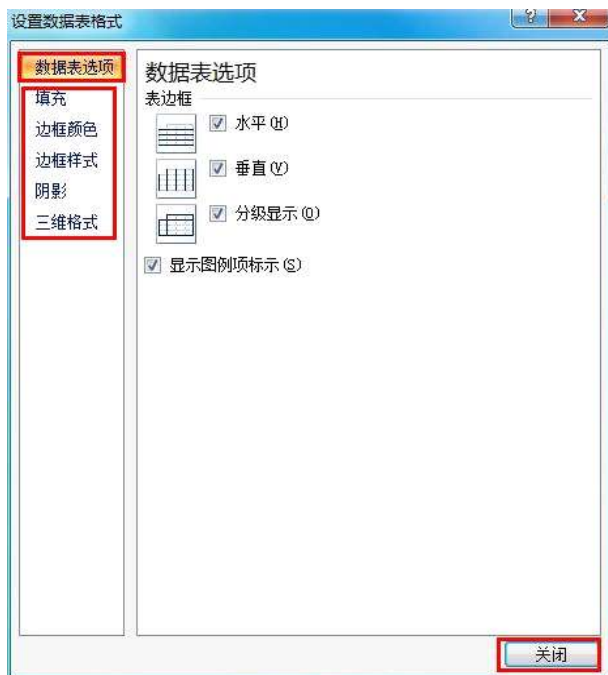 设置数据表格式
数据表选项
填充
边框颜色
边框样式
阴影
三维格式
数据表选项
表边框
水平(H)
垂直(V)
分级显示(O)
显示图例项标示(S)
关闭